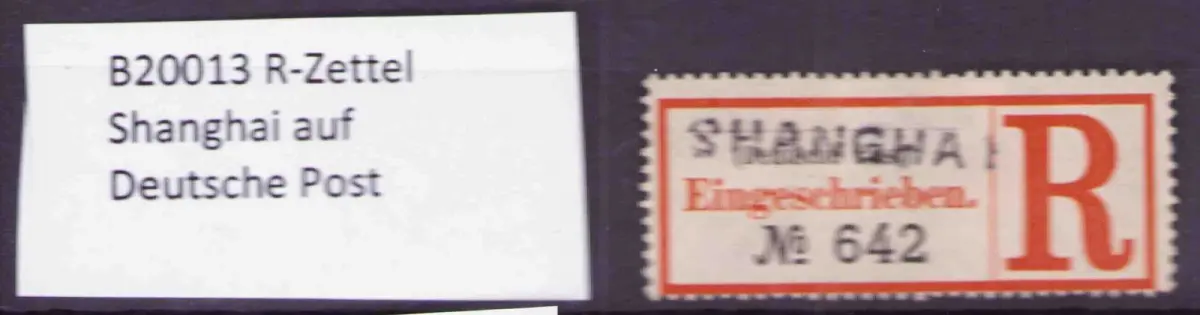 B20013 R-Zettel
Shanghai auf
Deutsche Post
SHANGHA
Eingeschrieben.
№ 642
R